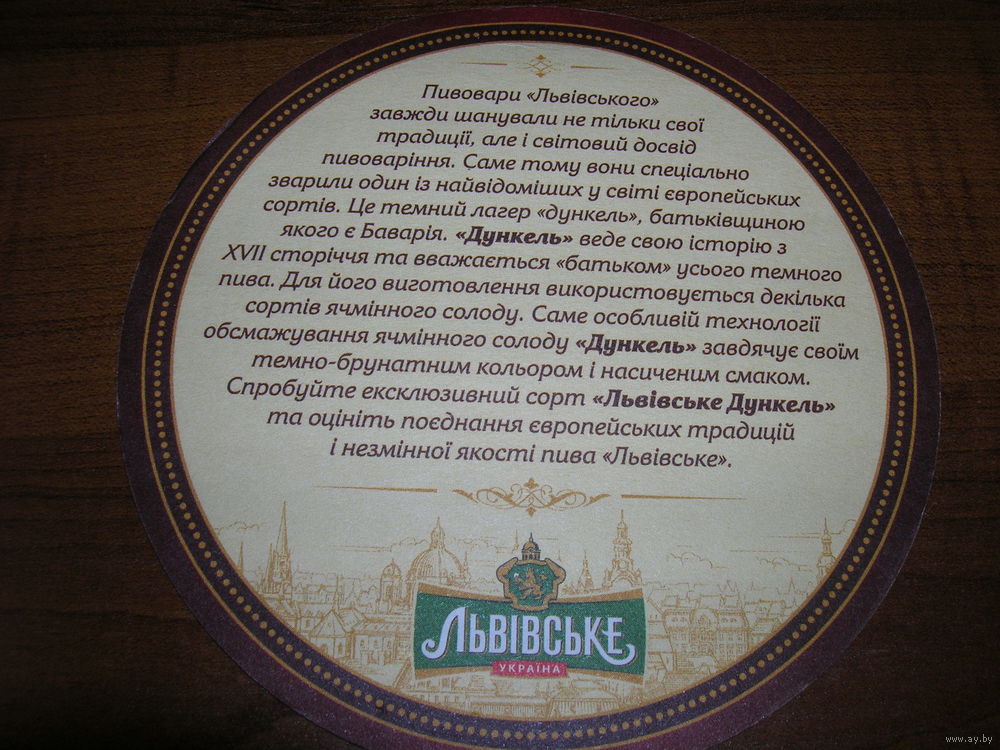 Пивовари «Львівського»
завжди шанували не тільки свої
традиції, але і світовий досвід
пивоваріння. Саме тому вони спеціально
зварили один із найвідоміших у світі європейських
сортів. Це темний лагер «дункель», батьківщиною
якого є Баварія. «Дункель» веде свою історію з
XVII сторіччя та вважається «батьком» усього темного
пива. Для його виготовлення використовується декілька
сортів ячмінного солоду. Саме особливій технології
обсмажування ячмінного солоду «Дункель» завдячує своїм
темно-брунатним кольором і насиченим смаком.
Спробуйте ексклюзивний сорт «Львівське Дункель»
та оцініть поєднання європейських традицій
і незмінної якості пива «Львівське».
ЛЬВІВСЬКЕ
УКРАЇНА
www.ay.by